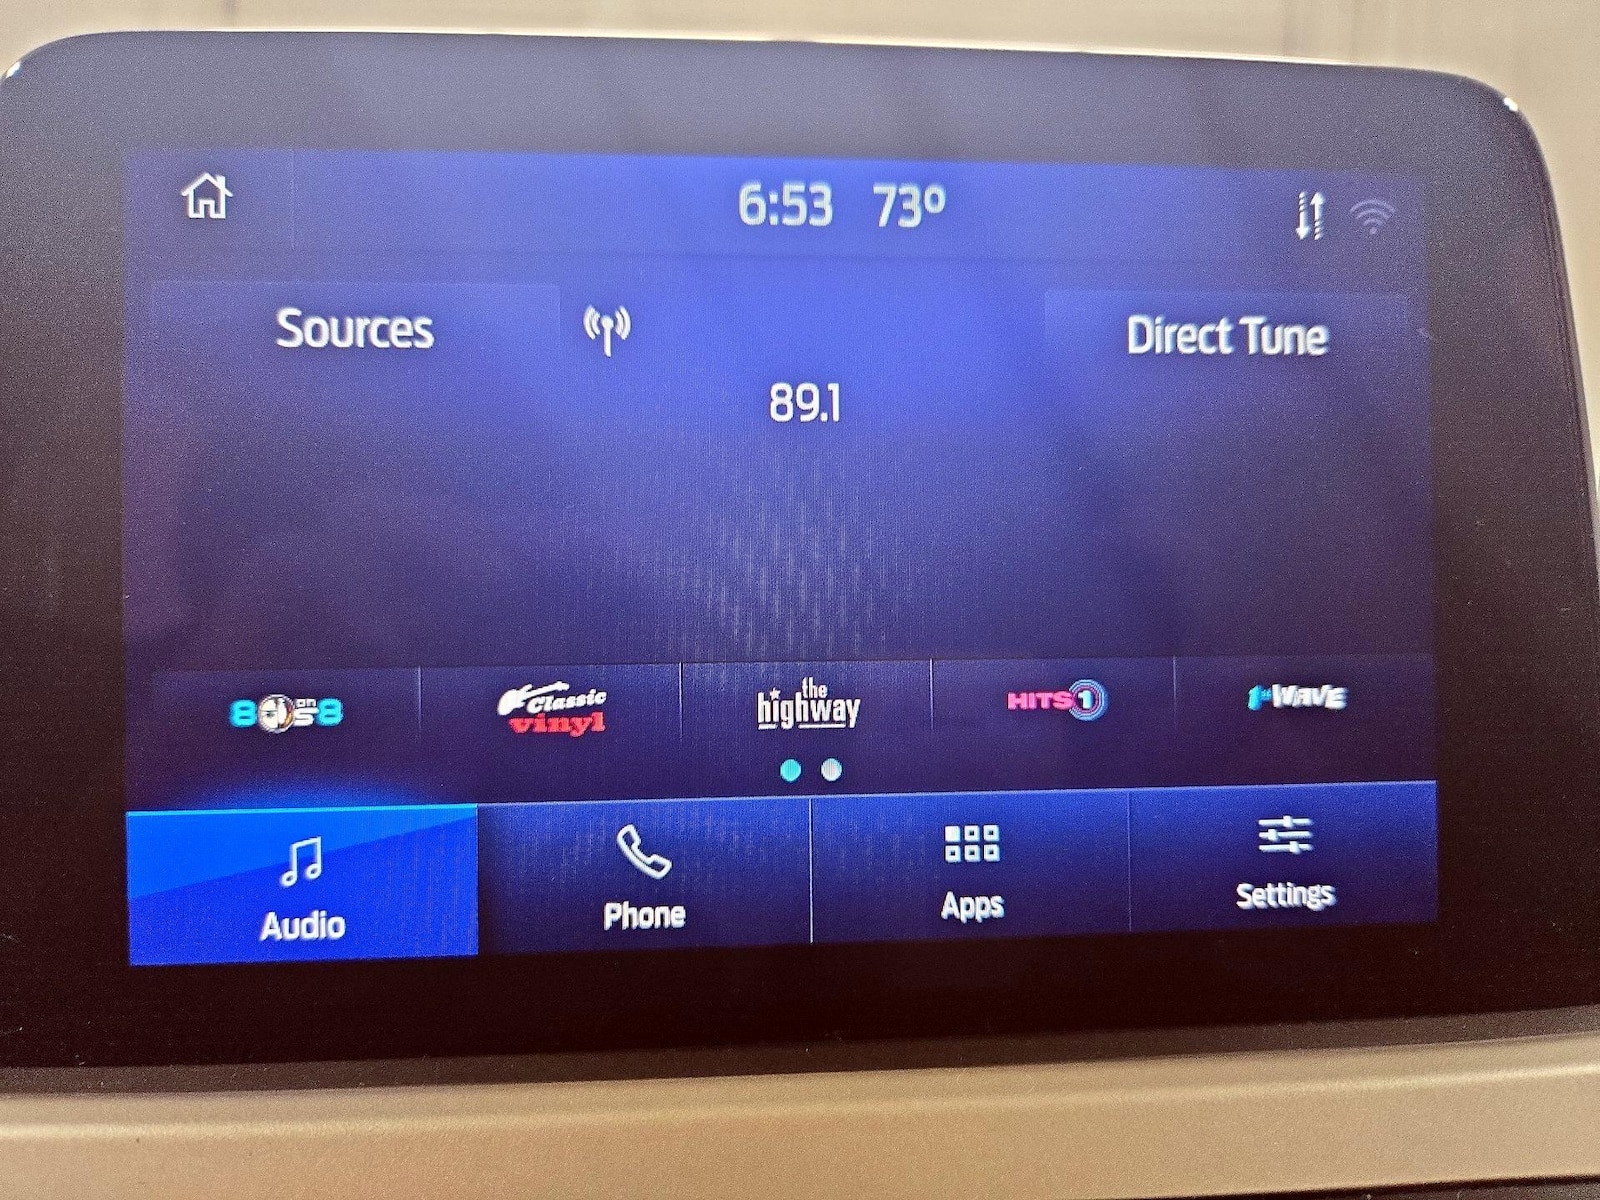 6:53 73°
Sources
Direct Tune
89.1
80s on 8
Classic vinyl
the highway
HITS 1
1st WAVE
Audio
Phone
Apps
Settings